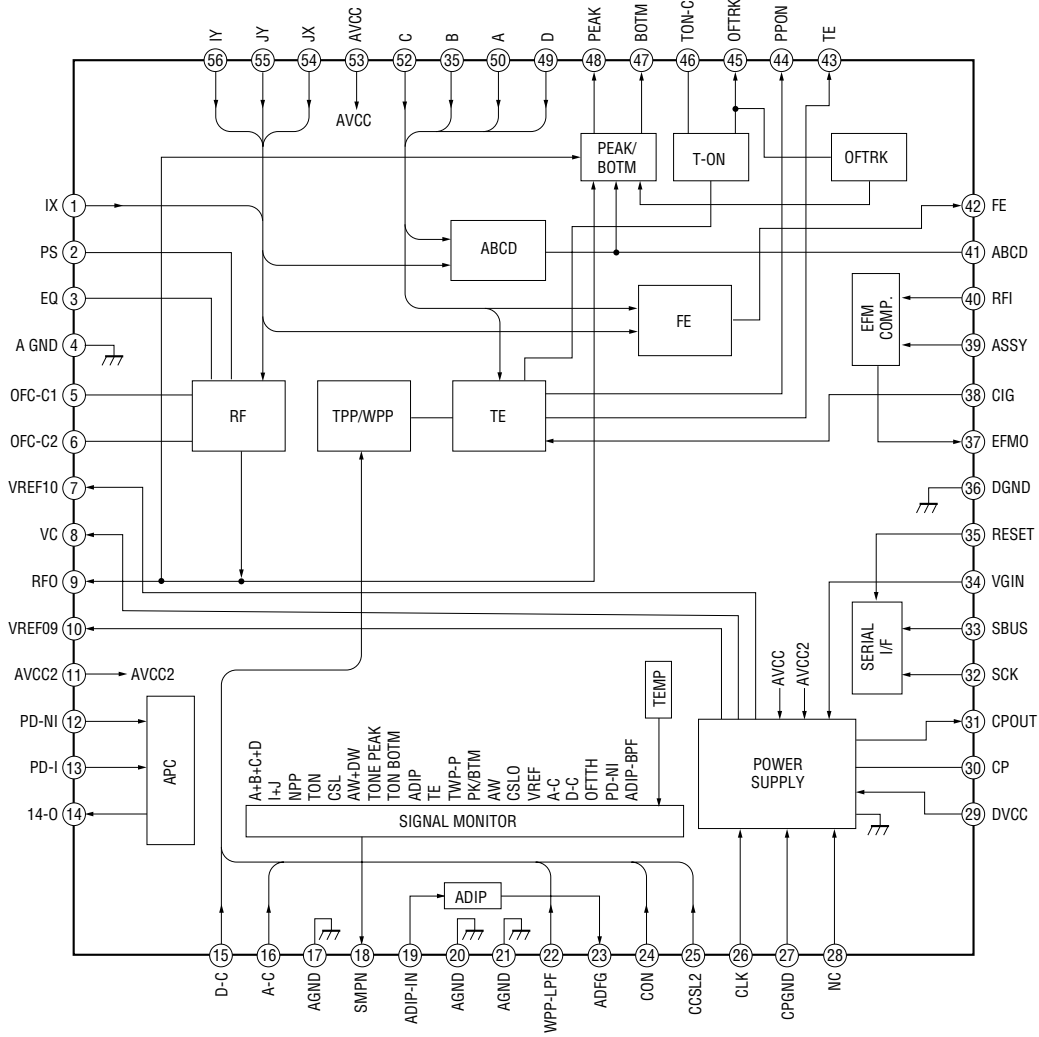 IY
JY
JX
AVCC
C
B
A
D
PEAK
BOTM
TON-C
OFTRK
PPON
TE
56
55
54
53
52
35
50
49
48
47
46
45
44
43
AVCC
PEAK/
BOTM
T-ON
OFTRK
IX 1
PS 2
EQ 3
A GND 4
OFC-C1 5
OFC-C2 6
VREF10 7
VC 8
RFO 9
VREF09 10
AVCC2 11
AVCC2
PD-NI 12
PD-I 13
14-0 14
APC
ABCD
FE
RF
TPP/WPP
TE
EFM
COMP.
42 FE
41 ABCD
40 RFI
39 ASSY
38 CIG
37 EFMO
36 DGND
35 RESET
34 VGIN
33 SBUS
32 SCK
31 CPOUT
30 CP
29 DVCC
SERIAL
I/F
AVCC
AVCC2
POWER
SUPPLY
TEMP
A+B+C+D
I+J
NPP
TON
CSL
AW+DW
TONE PEAK
TON BOTM
ADIP
TE
TWP-P
PK/BTM
AW
CSLO
VREF
A-C
D-C
OFTTH
PD-NI
ADIP-BPF
SIGNAL MONITOR
ADIP
15
16
17
18
19
20
21
22
23
24
25
26
27
28
D-C
A-C
AGND
SMPN
ADIP-IN
AGND
AGND
WPP-LPF
ADFG
CON
CCSL2
CLK
CPGND
NC